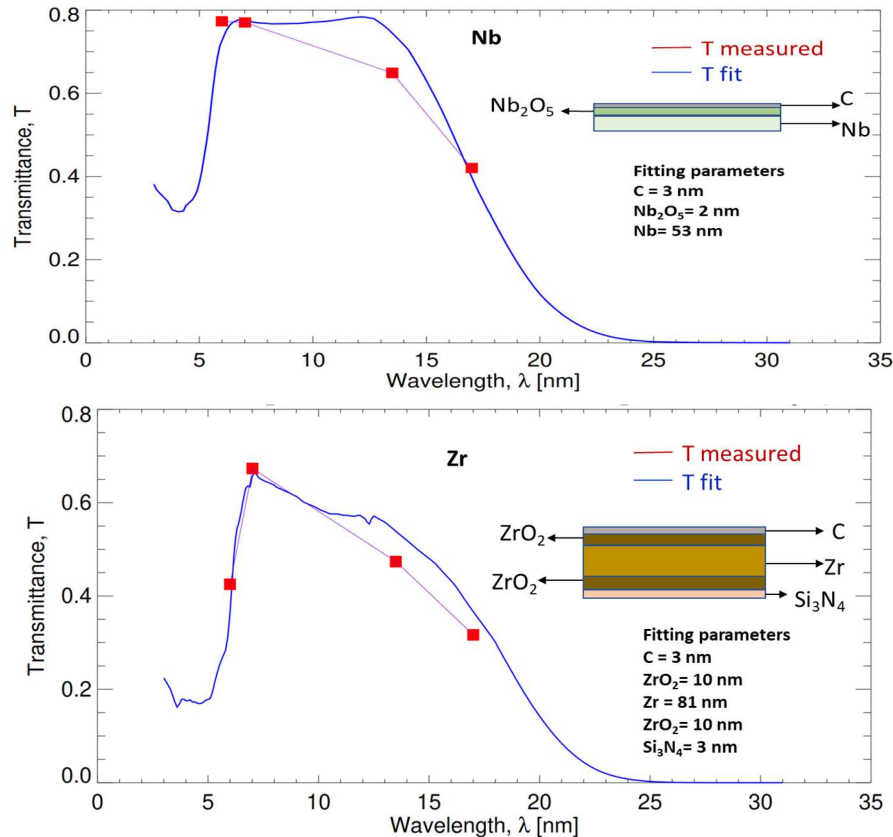 Nb
T measured
T fit
Nb₂O₅
C
Nb
Fitting parameters
C = 3 nm
Nb₂O₅= 2 nm
Nb= 53 nm
Transmittance, T
0.8
0.6
0.4
0.2
0.0
0 5 10 15 20 25 30 35
Wavelength, λ [nm]
Zr
T measured
T fit
ZrO₂
C
Zr
ZrO₂
Si₃N₄
Fitting parameters
C = 3 nm
ZrO₂= 10 nm
Zr = 81 nm
ZrO₂= 10 nm
Si₃N₄= 3 nm
Transmittance, T
0.8
0.6
0.4
0.2
0.0
0 5 10 15 20 25 30 35
Wavelength, λ [nm]